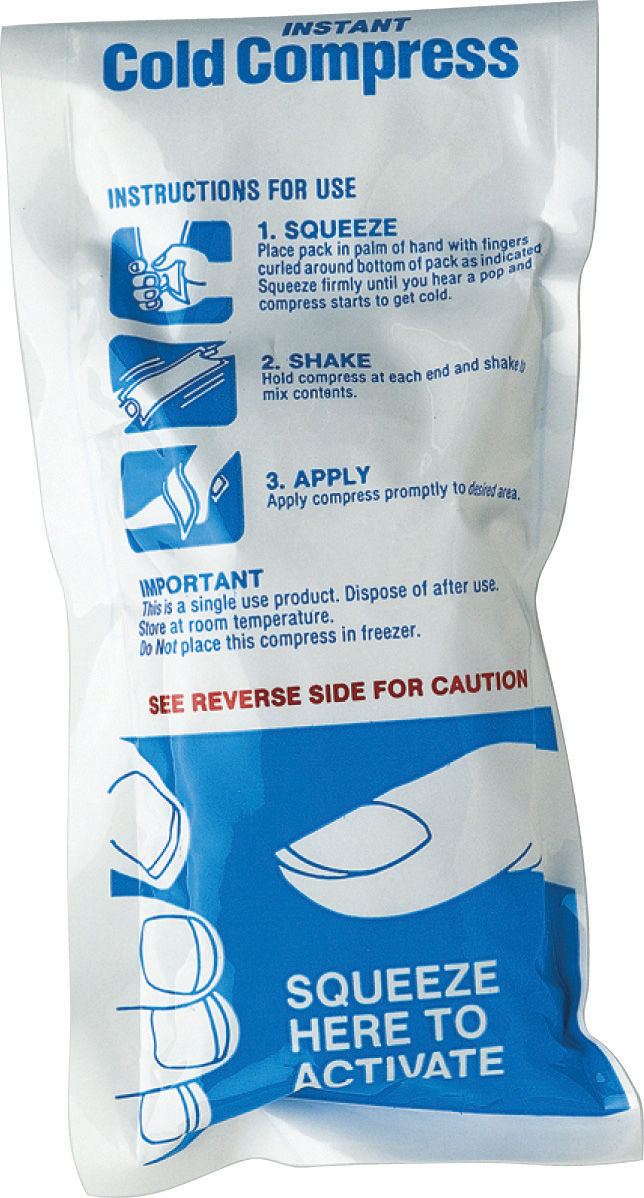 INSTANT
Cold Compress
INSTRUCTIONS FOR USE
1. SQUEEZE
Place pack in palm of hand with fingers
curled around bottom of pack as indicated
Squeeze firmly until you hear a pop and
compress starts to get cold.
2. SHAKE
Hold compress at each end and shake to
mix contents.
3. APPLY
Apply compress promptly to desired area.
IMPORTANT
This is a single use product. Dispose of after use.
Store at room temperature.
Do Not place this compress in freezer.
SEE REVERSE SIDE FOR CAUTION
SQUEEZE
HERE TO
ACTIVATE